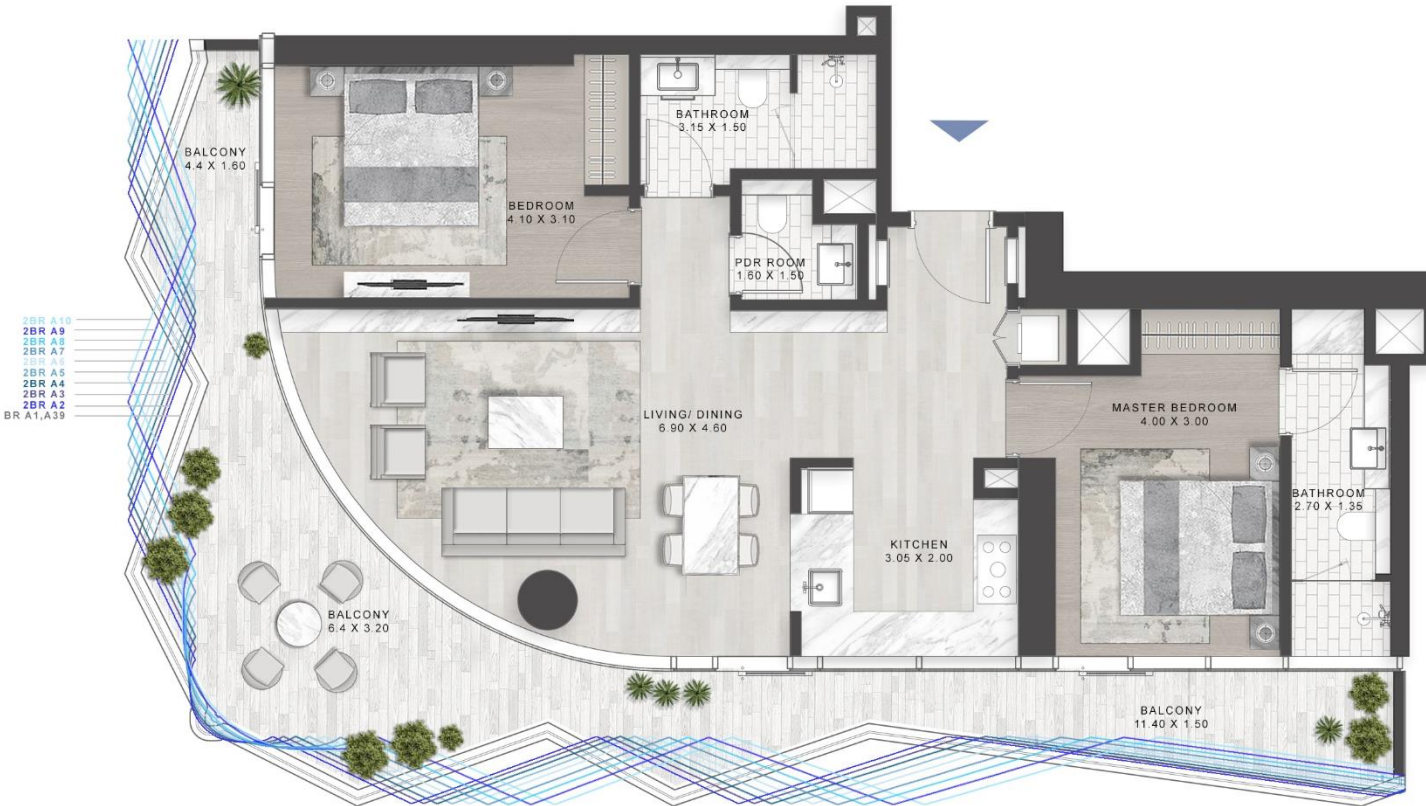 BATHROOM
3.15 X 1.50
BALCONY
4.4 X 1.60
BEDROOM
4.10 X 3.10
PDR ROOM
1.60 X 1.50
2BR A10
2BR A9
2BR A8
2BR A7
2BR A6
2BR A5
2BR A4
2BR A3
2BR A2
BR A1,A39
LIVING/ DINING
6.90 X 4.60
MASTER BEDROOM
4.00 X 3.00
BATHROOM
2.70 X 1.35
KITCHEN
3.05 X 2.00
BALCONY
6.4 X 3.20
BALCONY
11.40 X 1.50